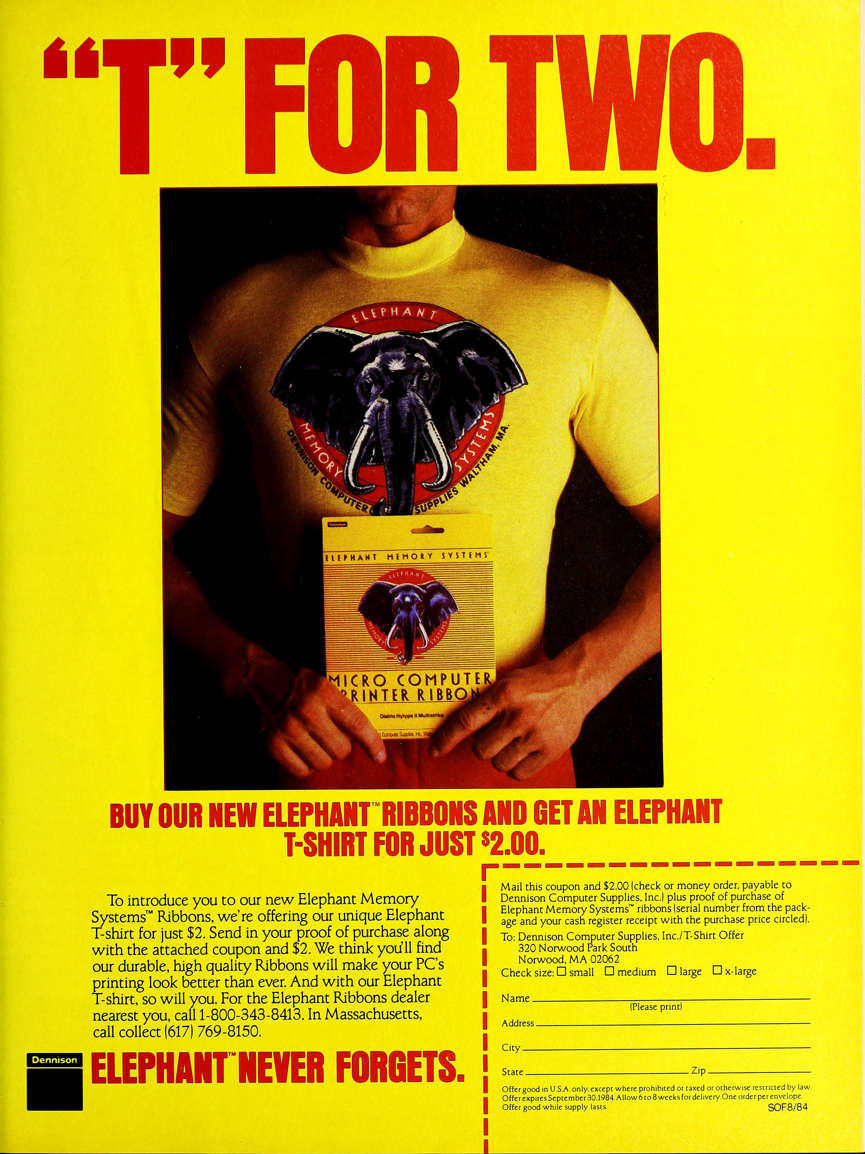 “T” FOR TWO.
ELEPHANT
MEMORY SYSTEMS
DENNISON COMPUTER SUPPLIES WALTHAM, MA.
Dennison
ELEPHANT MEMORY SYSTEMS
ELEPHANT
MEMORY SYSTEMS
MICRO COMPUTER
PRINTER RIBBON
Diablo Hytype II Multistrike
BUY OUR NEW ELEPHANT™ RIBBONS AND GET AN ELEPHANT
T-SHIRT FOR JUST $2.00.
To introduce you to our new Elephant Memory
Systems™ Ribbons, we're offering our unique Elephant
T-shirt for just $2. Send in your proof of purchase along
with the attached coupon and $2. We think you'll find
our durable, high quality Ribbons will make your PC's
printing look better than ever. And with our Elephant
T-shirt, so will you. For the Elephant Ribbons dealer
nearest you, call 1-800-343-8413. In Massachusetts,
call collect (617) 769-8150.
Dennison
ELEPHANT™ NEVER FORGETS.
Mail this coupon and $2.00 (check or money order, payable to
Dennison Computer Supplies, Inc.) plus proof of purchase of
Elephant Memory Systems™ ribbons (serial number from the pack-
age and your cash register receipt with the purchase price circled).
To: Dennison Computer Supplies, Inc./T-Shirt Offer
320 Norwood Park South
Norwood, MA 02062
Check size: □ small □ medium □ large □ x-large
Name
(Please print)
Address
City
State Zip
Offer good in U.S.A. only, except where prohibited or taxed or otherwise restricted by law.
Offer expires September 30, 1984. Allow 6 to 8 weeks for delivery. One order per envelope.
Offer good while supply lasts. SOF8/84